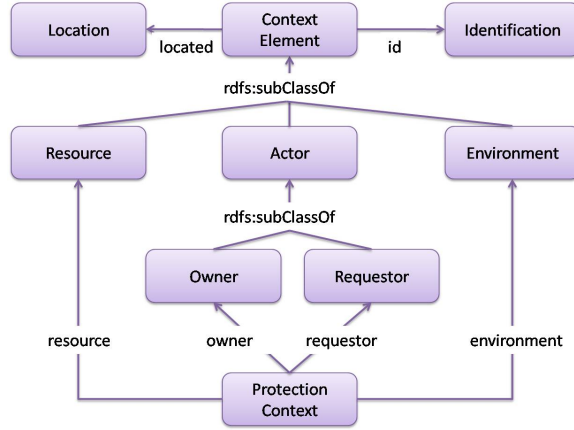 Location
Context
Element
Identification
located
id
rdfs:subClassOf
Resource
Actor
Environment
rdfs:subClassOf
Owner
Requestor
resource
owner
requestor
environment
Protection
Context